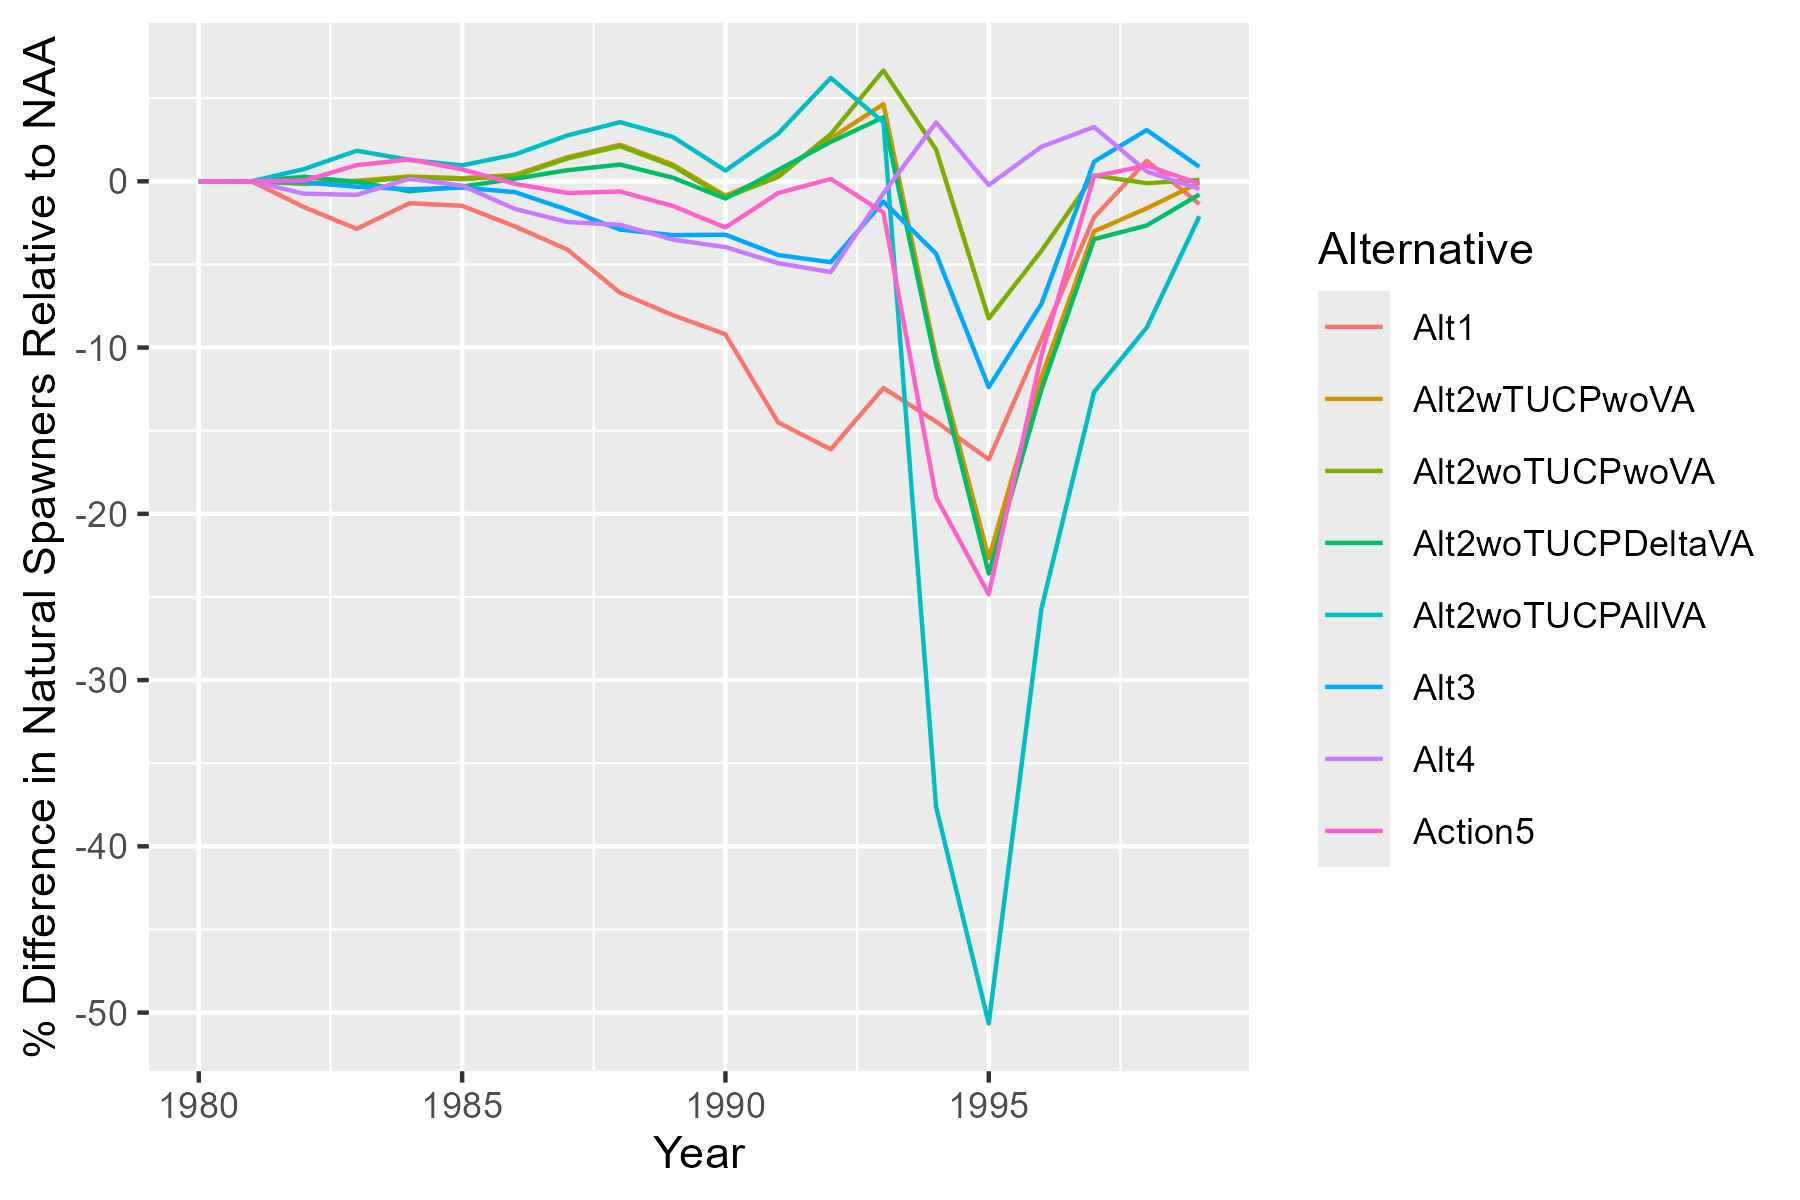 % Difference in Natural Spawners Relative to NAA
0
-10
-20
-30
-40
-50
1980
1985
1990
1995
Year
Alternative
Alt1
Alt2wTUCPwoVA
Alt2woTUCPwoVA
Alt2woTUCPDeltaVA
Alt2woTUCPAllVA
Alt3
Alt4
Action5